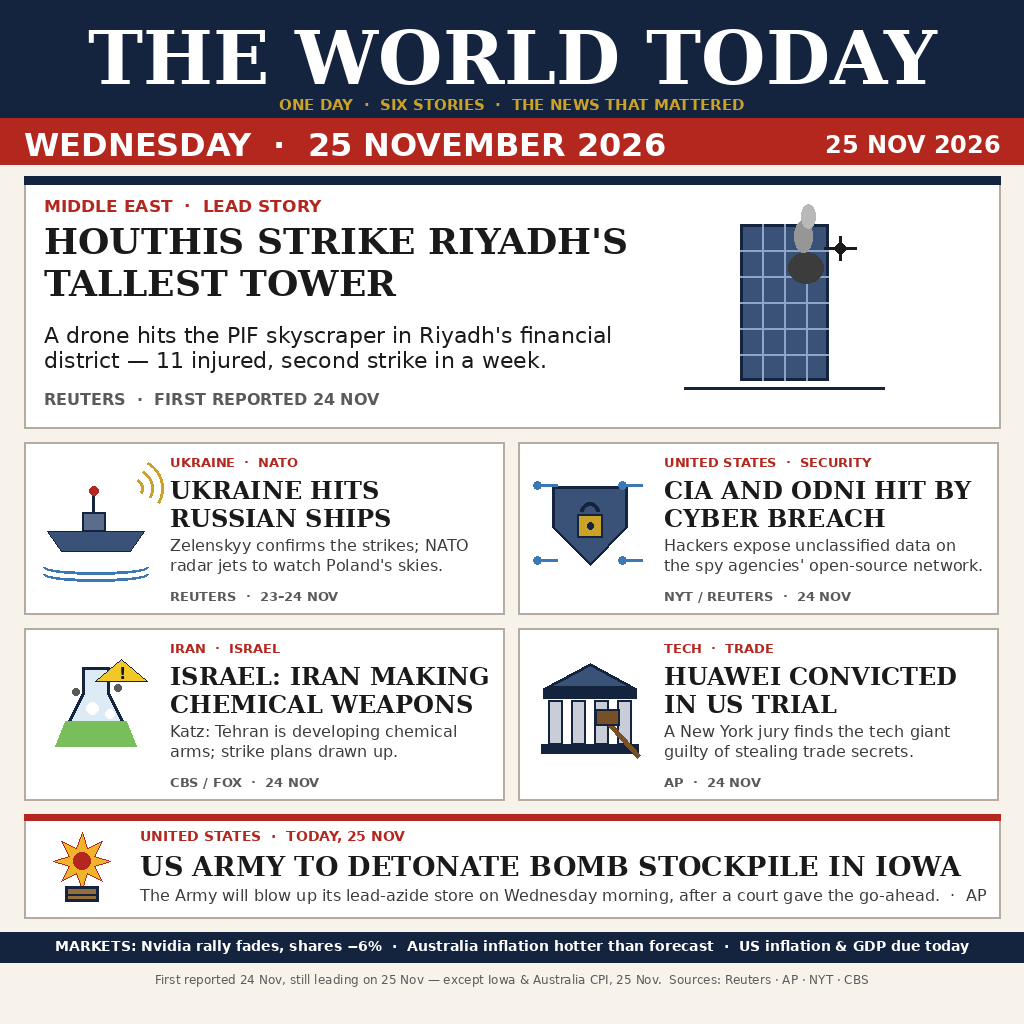 THE WORLD TODAY
ONE DAY · SIX STORIES · THE NEWS THAT MATTERED
WEDNESDAY · 25 NOVEMBER 2026
25 NOV 2026
MIDDLE EAST · LEAD STORY
HOUTHIS STRIKE RIYADH'S
TALLEST TOWER
A drone hits the PIF skyscraper in Riyadh's financial
district — 11 injured, second strike in a week.
REUTERS · FIRST REPORTED 24 NOV
UKRAINE · NATO
UKRAINE HITS
RUSSIAN SHIPS
Zelenskyy confirms the strikes; NATO
radar jets to watch Poland's skies.
REUTERS · 23–24 NOV
UNITED STATES · SECURITY
CIA AND ODNI HIT BY
CYBER BREACH
Hackers expose unclassified data on
the spy agencies' open-source network.
NYT / REUTERS · 24 NOV
!
IRAN · ISRAEL
ISRAEL: IRAN MAKING
CHEMICAL WEAPONS
Katz: Tehran is developing chemical
arms; strike plans drawn up.
CBS / FOX · 24 NOV
TECH · TRADE
HUAWEI CONVICTED
IN US TRIAL
A New York jury finds the tech giant
guilty of stealing trade secrets.
AP · 24 NOV
UNITED STATES · TODAY, 25 NOV
US ARMY TO DETONATE BOMB STOCKPILE IN IOWA
The Army will blow up its lead-azide store on Wednesday morning, after a court gave the go-ahead. · AP
MARKETS: Nvidia rally fades, shares −6% · Australia inflation hotter than forecast · US inflation & GDP due today
First reported 24 Nov, still leading on 25 Nov — except Iowa & Australia CPI, 25 Nov. Sources: Reuters · AP · NYT · CBS